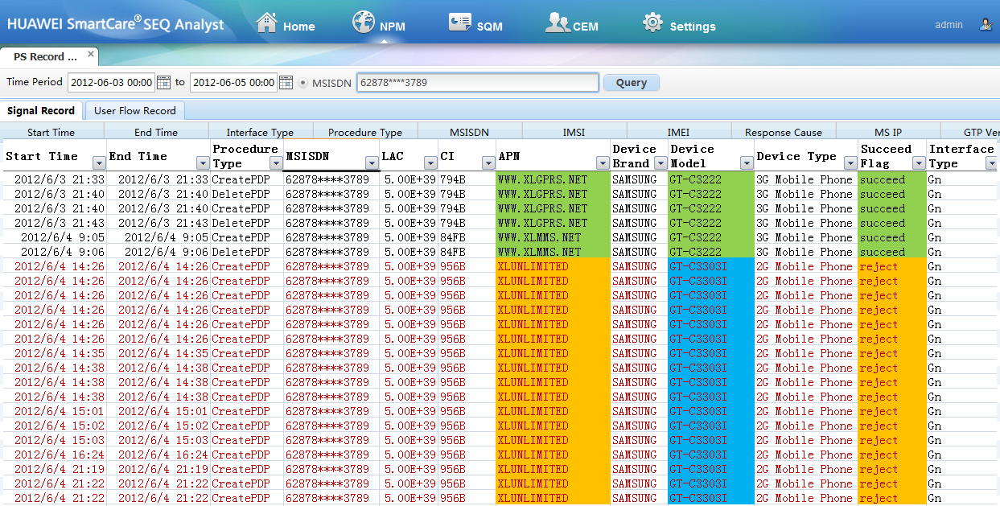 HUAWEI SmartCare® SEQ Analyst Home NPM SQM CEM Settings admin
PS Record ... ×
Time Period 2012-06-03 00:00 to 2012-06-05 00:00 MSISDN 62878****3789 Query
Signal Record User Flow Record
Start Time End Time Interface Type Procedure Type MSISDN IMSI IMEI Response Cause MS IP GTP Ver
Start Time End Time Procedure Type MSISDN LAC CI APN Device Brand Device Model Device Type Succeed Flag Interface Type
2012/6/3 21:33 2012/6/3 21:33 CreatePDP 62878****3789 5.00E+39 794B WWW.XLGPRS.NET SAMSUNG GT-C3222 3G Mobile Phone succeed Gn
2012/6/3 21:40 2012/6/3 21:40 DeletePDP 62878****3789 5.00E+39 794B WWW.XLGPRS.NET SAMSUNG GT-C3222 3G Mobile Phone succeed Gn
2012/6/3 21:40 2012/6/3 21:40 CreatePDP 62878****3789 5.00E+39 794B WWW.XLGPRS.NET SAMSUNG GT-C3222 3G Mobile Phone succeed Gn
2012/6/3 21:43 2012/6/3 21:43 DeletePDP 62878****3789 5.00E+39 794B WWW.XLGPRS.NET SAMSUNG GT-C3222 3G Mobile Phone succeed Gn
2012/6/4 9:05 2012/6/4 9:05 CreatePDP 62878****3789 5.00E+39 84FB WWW.XLMMS.NET SAMSUNG GT-C3222 3G Mobile Phone succeed Gn
2012/6/4 9:06 2012/6/4 9:06 DeletePDP 62878****3789 5.00E+39 84FB WWW.XLMMS.NET SAMSUNG GT-C3222 3G Mobile Phone succeed Gn
2012/6/4 14:26 2012/6/4 14:26 CreatePDP 62878****3789 5.00E+39 956B XLUNLIMITED SAMSUNG GT-C3303I 2G Mobile Phone reject Gn
2012/6/4 14:26 2012/6/4 14:26 CreatePDP 62878****3789 5.00E+39 956B XLUNLIMITED SAMSUNG GT-C3303I 2G Mobile Phone reject Gn
2012/6/4 14:26 2012/6/4 14:26 CreatePDP 62878****3789 5.00E+39 956B XLUNLIMITED SAMSUNG GT-C3303I 2G Mobile Phone reject Gn
2012/6/4 14:26 2012/6/4 14:26 CreatePDP 62878****3789 5.00E+39 956B XLUNLIMITED SAMSUNG GT-C3303I 2G Mobile Phone reject Gn
2012/6/4 14:26 2012/6/4 14:26 CreatePDP 62878****3789 5.00E+39 956B XLUNLIMITED SAMSUNG GT-C3303I 2G Mobile Phone reject Gn
2012/6/4 14:26 2012/6/4 14:26 CreatePDP 62878****3789 5.00E+39 956B XLUNLIMITED SAMSUNG GT-C3303I 2G Mobile Phone reject Gn
2012/6/4 14:35 2012/6/4 14:35 CreatePDP 62878****3789 5.00E+39 956B XLUNLIMITED SAMSUNG GT-C3303I 2G Mobile Phone reject Gn
2012/6/4 14:38 2012/6/4 14:38 CreatePDP 62878****3789 5.00E+39 956B XLUNLIMITED SAMSUNG GT-C3303I 2G Mobile Phone reject Gn
2012/6/4 14:38 2012/6/4 14:38 CreatePDP 62878****3789 5.00E+39 956B XLUNLIMITED SAMSUNG GT-C3303I 2G Mobile Phone reject Gn
2012/6/4 14:38 2012/6/4 14:38 CreatePDP 62878****3789 5.00E+39 956B XLUNLIMITED SAMSUNG GT-C3303I 2G Mobile Phone reject Gn
2012/6/4 15:01 2012/6/4 15:01 CreatePDP 62878****3789 5.00E+39 956B XLUNLIMITED SAMSUNG GT-C3303I 2G Mobile Phone reject Gn
2012/6/4 15:02 2012/6/4 15:02 CreatePDP 62878****3789 5.00E+39 956B XLUNLIMITED SAMSUNG GT-C3303I 2G Mobile Phone reject Gn
2012/6/4 15:03 2012/6/4 15:03 CreatePDP 62878****3789 5.00E+39 956B XLUNLIMITED SAMSUNG GT-C3303I 2G Mobile Phone reject Gn
2012/6/4 16:24 2012/6/4 16:24 CreatePDP 62878****3789 5.00E+39 956B XLUNLIMITED SAMSUNG GT-C3303I 2G Mobile Phone reject Gn
2012/6/4 21:19 2012/6/4 21:19 CreatePDP 62878****3789 5.00E+39 956B XLUNLIMITED SAMSUNG GT-C3303I 2G Mobile Phone reject Gn
2012/6/4 21:22 2012/6/4 21:22 CreatePDP 62878****3789 5.00E+39 956B XLUNLIMITED SAMSUNG GT-C3303I 2G Mobile Phone reject Gn
2012/6/4 21:22 2012/6/4 21:22 CreatePDP 62878****3789 5.00E+39 956B XLUNLIMITED SAMSUNG GT-C3303I 2G Mobile Phone reject Gn